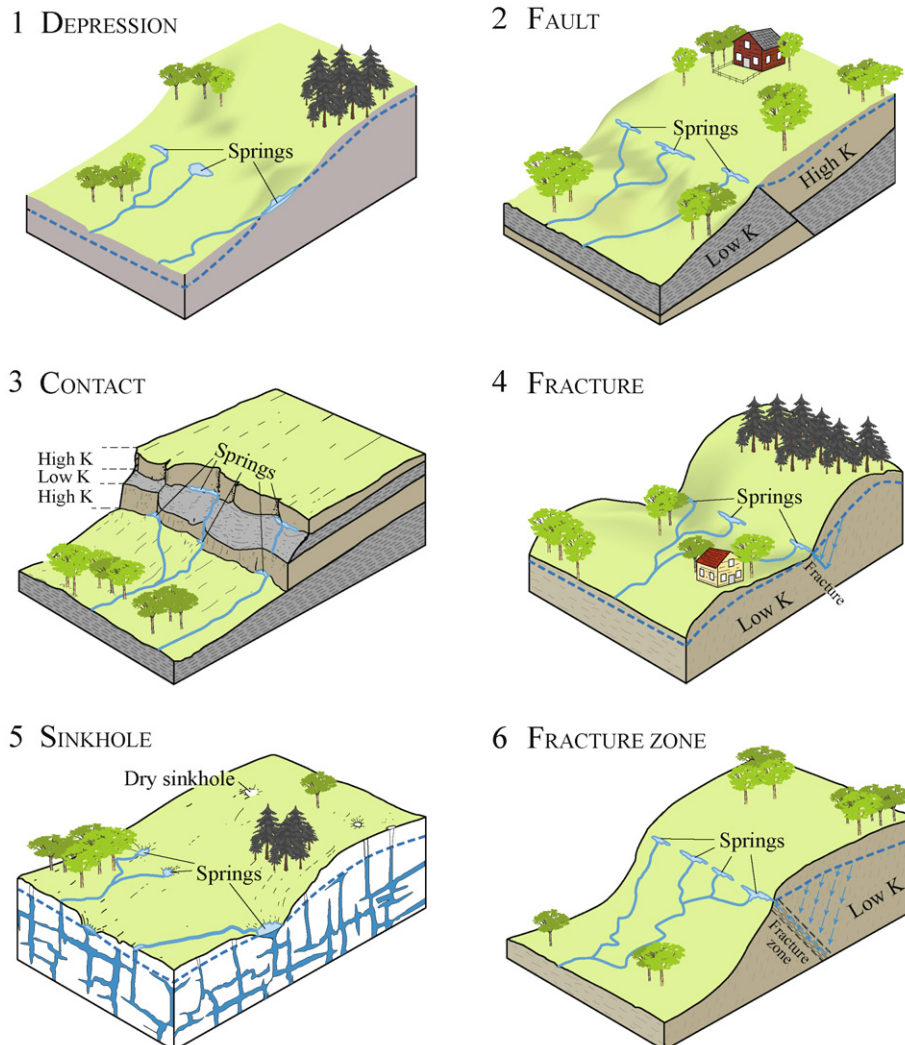 1 DEPRESSION
Springs
2 FAULT
Springs
High K
Low K
3 CONTACT
High K
Low K
High K
Springs
4 FRACTURE
Springs
Fracture
Low K
5 SINKHOLE
Dry sinkhole
Springs
6 FRACTURE ZONE
Springs
Low K
Fracture
zone